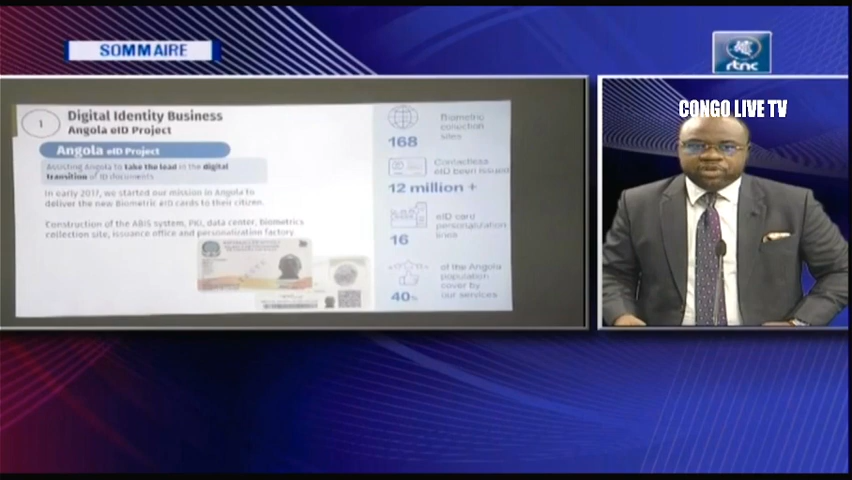 SOMMAIRE
rtnc
CONGO LIVE TV
1
Digital Identity Business
Angola eID Project
Angola eID Project
Assisting Angola to take the lead in the digital
transition of ID documents
In early 2017, we started our mission in Angola to
deliver the new Biometric eID cards to their citizen.
Construction of the ABIS system, PKI, data center, biometrics
collection site, issuance office and personalization factory.
Biometric
sites
168
Contactless
eID been issued
12 million +
eID card
personalization
lines
16
of the Angola
population
cover by
our services
40%